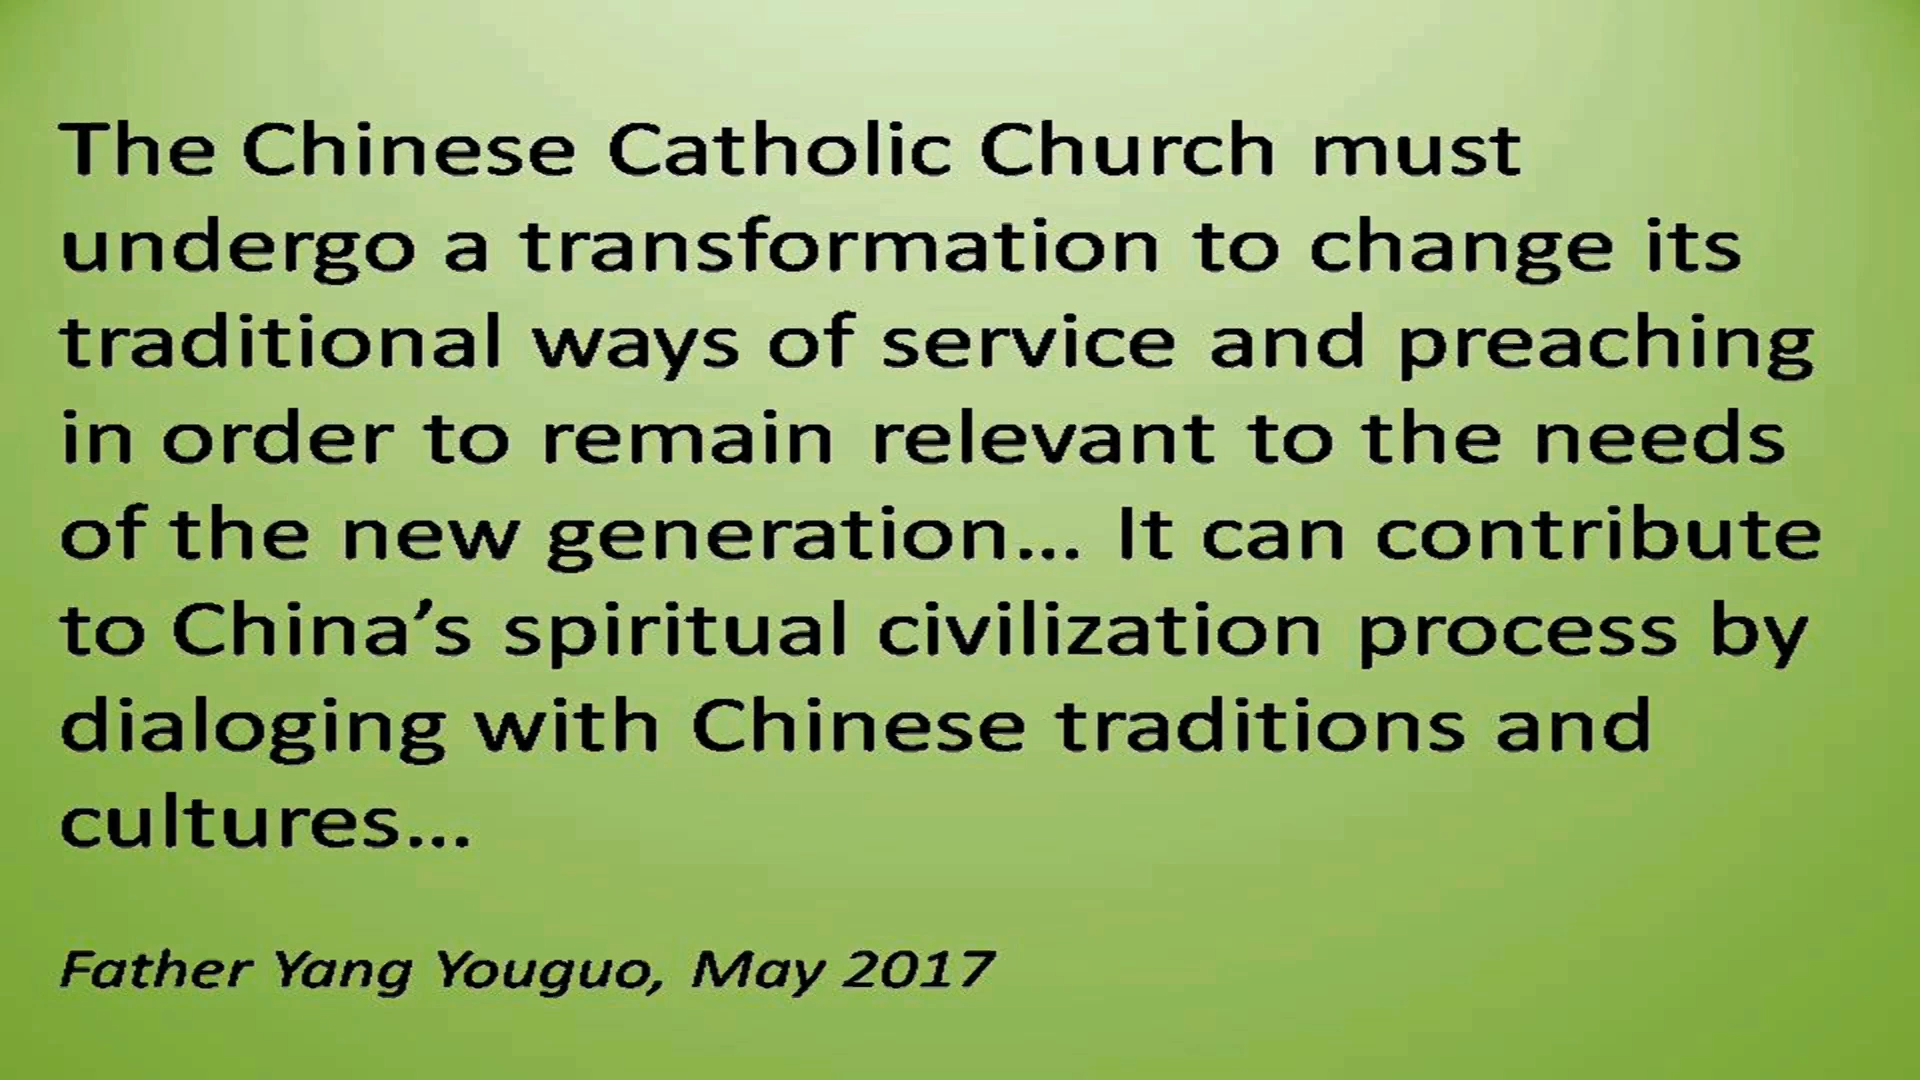 The Chinese Catholic Church must
undergo a transformation to change its
traditional ways of service and preaching
in order to remain relevant to the needs
of the new generation... It can contribute
to China’s spiritual civilization process by
dialoging with Chinese traditions and
cultures...
Father Yang Youguo, May 2017